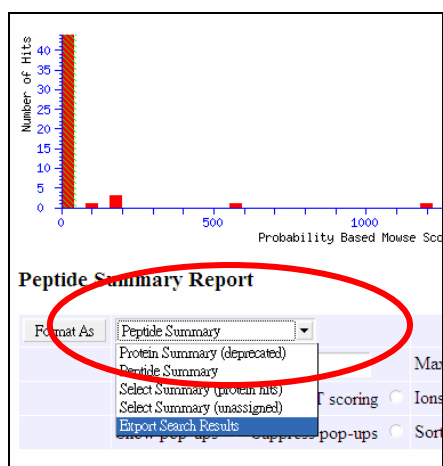 Number of Hits
40
35
30
25
20
15
10
5
0
0 500 1000
Probability Based Mowse Sco
Peptide Summary Report
Format As Peptide Summary
Protein Summary (deprecated)
Peptide Summary Max
Select Summary (protein hits)
Select Summary (unassigned) T scoring Ions
Export Search Results
Show pop-ups Suppress pop-ups Sort